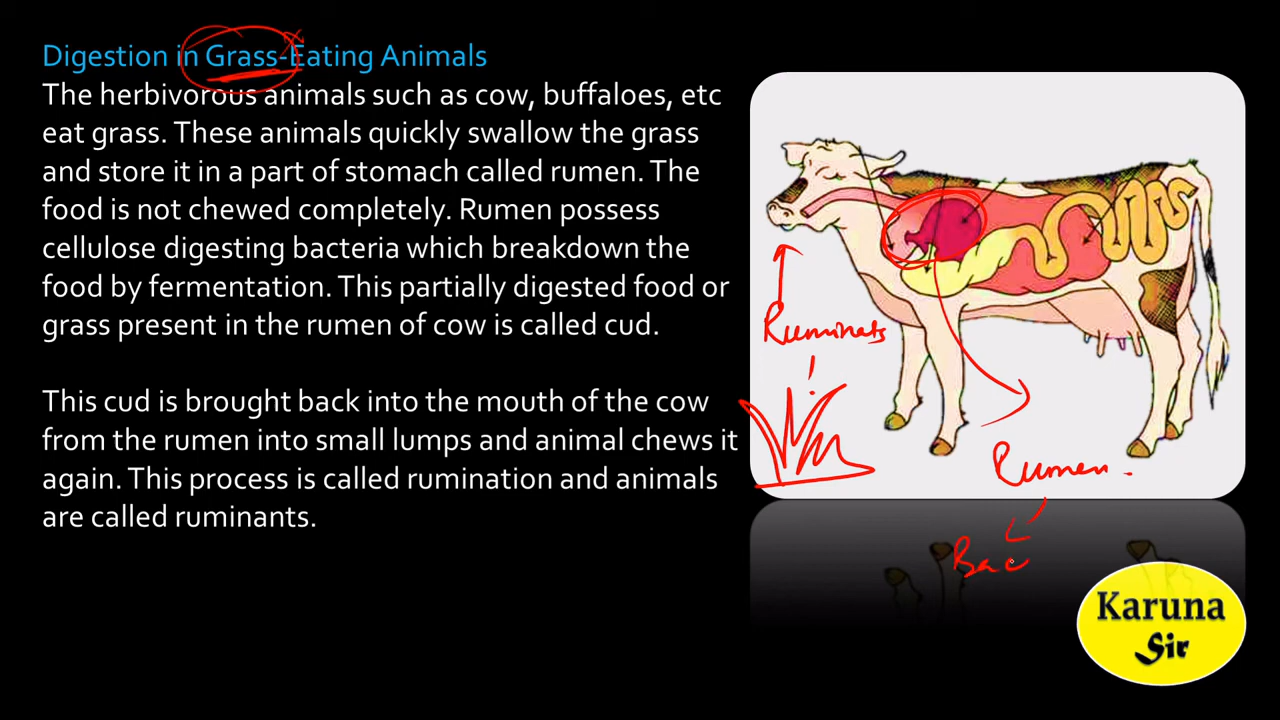 Digestion in Grass-Eating Animals
The herbivorous animals such as cow, buffaloes, etc
eat grass. These animals quickly swallow the grass
and store it in a part of stomach called rumen. The
food is not chewed completely. Rumen possess
cellulose digesting bacteria which breakdown the
food by fermentation. This partially digested food or
grass present in the rumen of cow is called cud.
This cud is brought back into the mouth of the cow
from the rumen into small lumps and animal chews it
again. This process is called rumination and animals
are called ruminants.
Ruminats
Rumen
Bac
Karuna
Sir